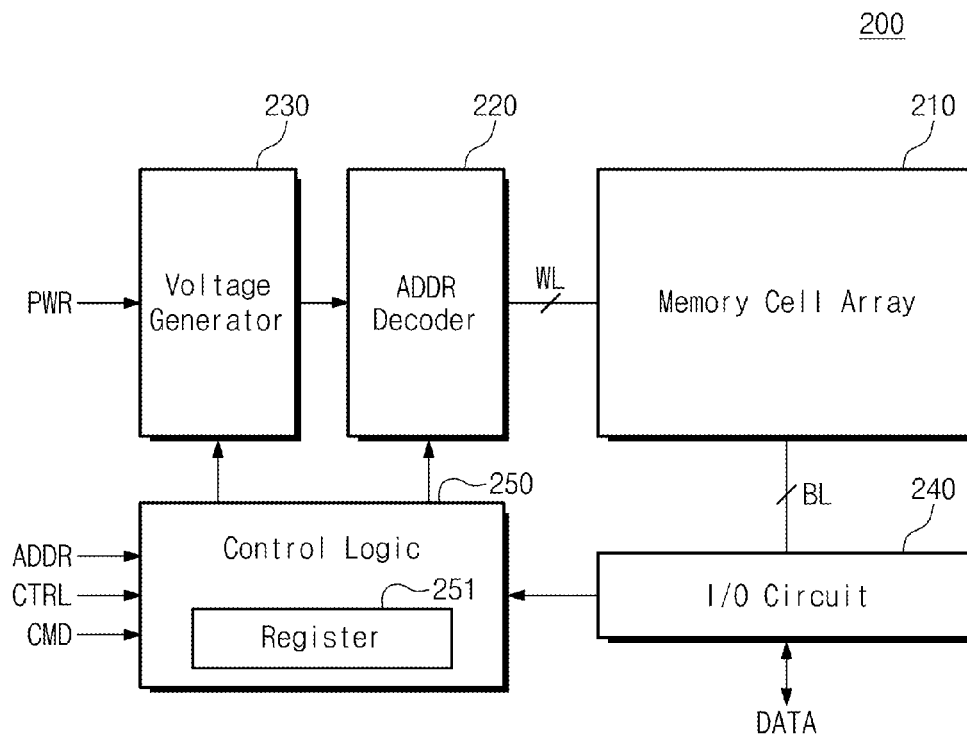 200
230
220
210
PWR
Voltage
Generator
ADDR
Decoder
WL
Memory Cell Array
250
BL
240
ADDR
CTRL
CMD
Control Logic
251
Register
I/O Circuit
DATA